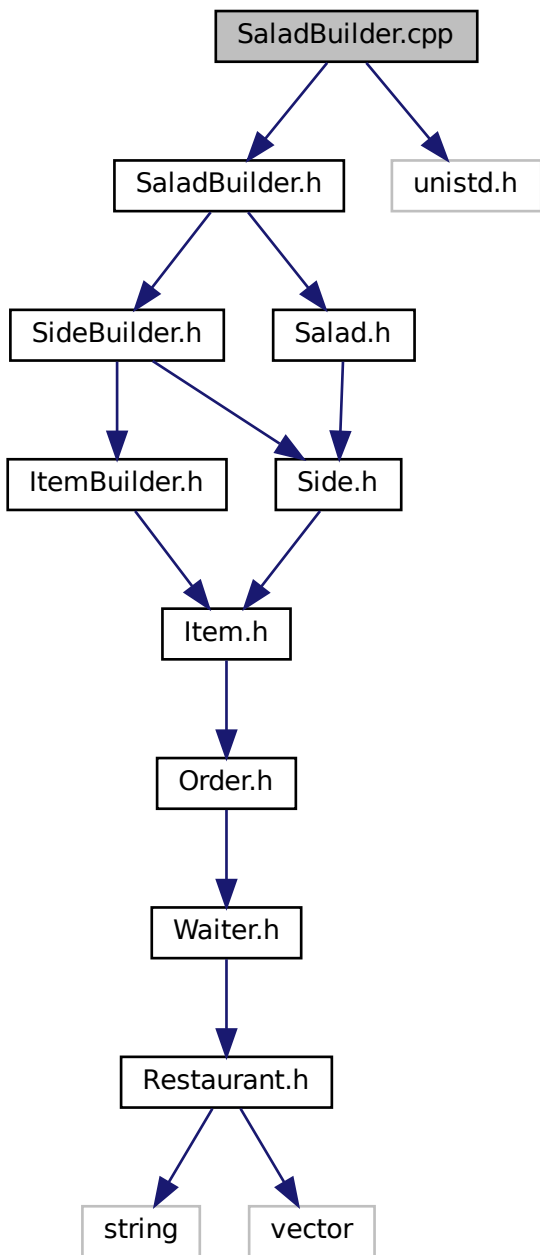 SaladBuilder.cpp
SaladBuilder.h
unistd.h
SideBuilder.h
Salad.h
ItemBuilder.h
Side.h
Item.h
Order.h
Waiter.h
Restaurant.h
string
vector